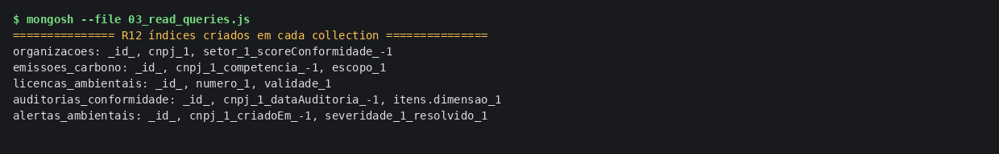 $ mongosh --file 03_read_queries.js
=============== R12 índices criados em cada collection ===============
organizacoes: _id_, cnpj_1, setor_1_scoreConformidade_-1
emissoes_carbono: _id_, cnpj_1_competencia_-1, escopo_1
licencas_ambientais: _id_, numero_1, validade_1
auditorias_conformidade: _id_, cnpj_1_dataAuditoria_-1, itens.dimensao_1
alertas_ambientais: _id_, cnpj_1_criadoEm_-1, severidade_1_resolvido_1